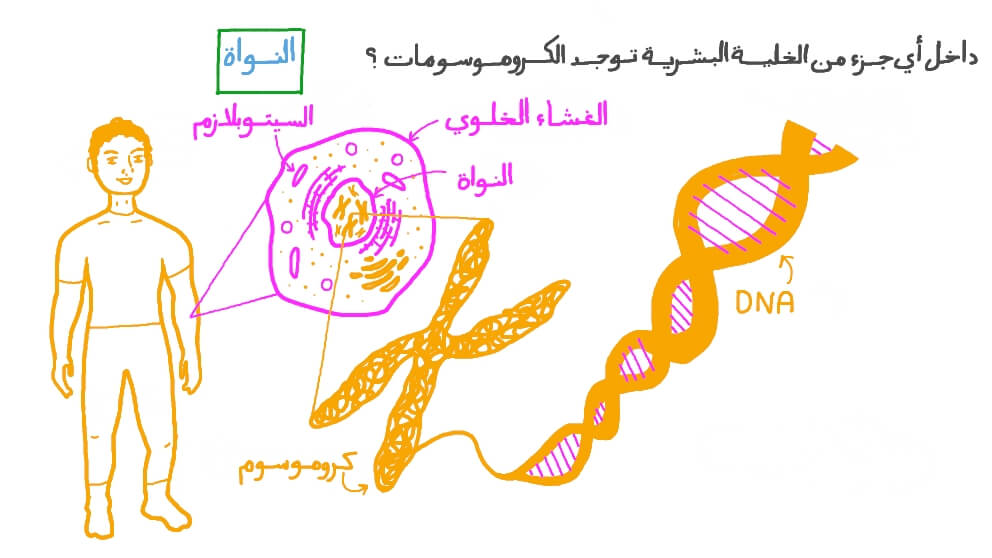 داخل أي جزء من الخلية البشرية توجد الكروموسومات ؟
النواة
الغشاء الخلوي
السيتوبلازم
النواة
DNA
كروموسوم